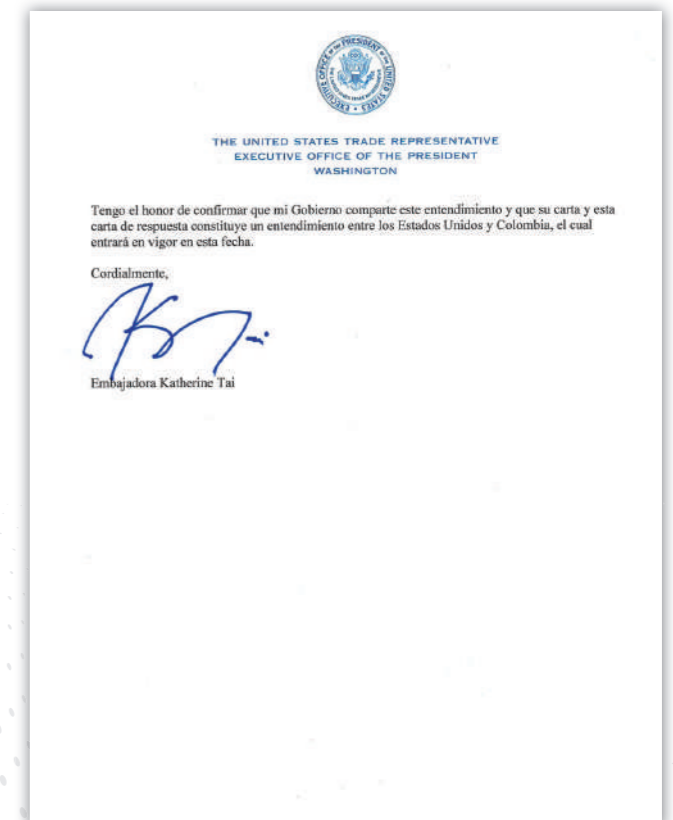 THE UNITED STATES TRADE REPRESENTATIVE
EXECUTIVE OFFICE OF THE PRESIDENT
WASHINGTON
Tengo el honor de confirmar que mi Gobierno comparte este entendimiento y que su carta y esta
carta de respuesta constituye un entendimiento entre los Estados Unidos y Colombia, el cual
entrará en vigor en esta fecha.
Cordialmente,
Embajadora Katherine Tai